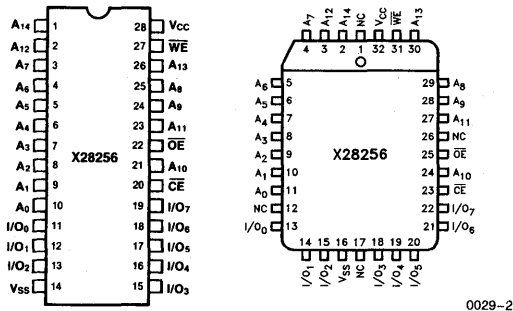 A14 1 28 VCC
A12 2 27 WE
A7 3 26 A13
A6 4 25 A8
A5 5 24 A9
A4 6 23 A11
A3 7 22 OE
A2 8 21 A10
A1 9 20 CE
A0 10 19 I/O7
I/O0 11 18 I/O6
I/O1 12 17 I/O5
I/O2 13 16 I/O4
VSS 14 15 I/O3
X28256
A7 A12 A14 NC VCC WE A13
4 3 2 1 32 31 30
A6 5 29 A8
A5 6 28 A9
A4 7 27 A11
A3 8 26 NC
A2 9 X28256 25 OE
A1 10 24 A10
A0 11 23 CE
NC 12 22 I/O7
I/O0 13 21 I/O6
14 15 16 17 18 19 20
I/O1 I/O2 VSS NC I/O3 I/O4 I/O5
0029-2